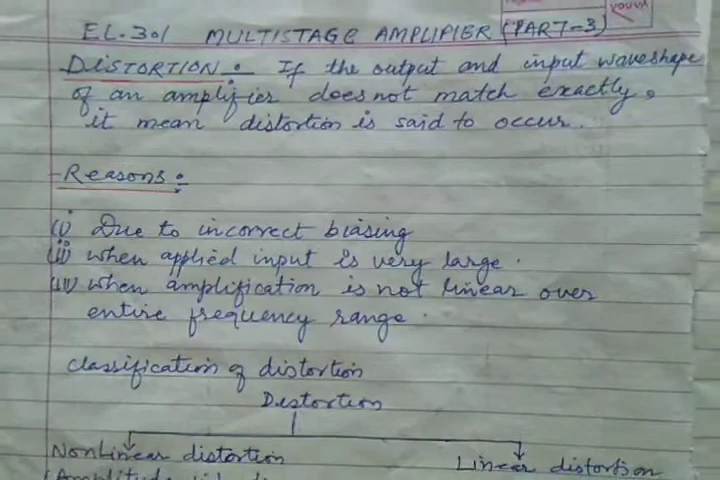 EL.301 MULTISTAGE AMPLIPIER (PART-3)
DISTORTION :- If the output and input waveshape
of an amplifier does not match exactly,
it mean distortion is said to occur.
Reasons :-
(i) Due to incorrect biasing
(ii) when applied input is very large.
(iii) when amplification is not linear over
entire frequency range.
Classification of distortion
Distortion
NonLinear distortion Linear distortion
(Amplitude